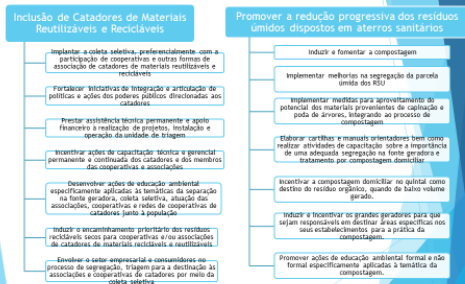 Inclusão de Catadores de Materiais
Reutilizáveis e Recicláveis
Implantar a coleta seletiva, preferencialmente com a
participação de cooperativas e outras formas de
associação de catadores de materiais reutilizáveis e
recicláveis
Fortalecer iniciativas de integração e articulação de
políticas e ações dos poderes públicos direcionadas aos
catadores
Prestar assistência técnica permanente e apoio
financeiro à realização de projetos, instalação e
operação da unidade de triagem
Incentivar ações de capacitação técnica e gerencial
permanente e continuada dos catadores e dos membros
das cooperativas e associações
Desenvolver ações de educação ambiental
especificamente aplicadas às temáticas da separação
na fonte geradora, coleta seletiva, atuação das
associações, cooperativas e redes de cooperativas de
catadores junto à população
Induzir o encaminhamento prioritário dos resíduos
recicláveis secos para cooperativas e/ou associações
de catadores de materiais recicláveis e reutilizáveis
Envolver o setor empresarial e consumidores no
processo de segregação, triagem para a destinação às
associações e cooperativas de catadores por meio da
coleta seletiva
Promover a redução progressiva dos resíduos
úmidos dispostos em aterros sanitários
Induzir e fomentar a compostagem
Implementar melhorias na segregação da parcela
úmida dos RSU
Implementar medidas para aproveitamento do
potencial dos materiais provenientes de capinação e
poda de árvores, integrando ao processo de
compostagem
Elaborar cartilhas e manuais orientadores bem como
realizar atividades de capacitação sobre a importância
de uma adequada segregação na fonte geradora e
tratamento por compostagem domiciliar
Incentivar a compostagem domiciliar no quintal como
destino do resíduo orgânico, quando de baixo volume
gerado.
Induzir e incentivar os grandes geradores para que
sejam responsáveis em destinar áreas específicas nos
seus estabelecimentos para a prática da
compostagem.
Promover ações de educação ambiental formal e não
formal especificamente aplicadas à temática da
compostagem.